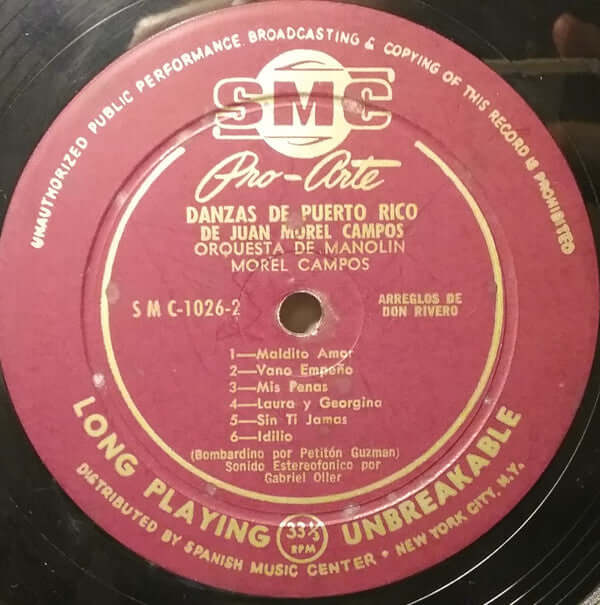 UNAUTHORIZED PUBLIC PERFORMANCE, BROADCASTING & COPYING OF THIS RECORD IS PROHIBITED
SMC
Pro-Arte
DANZAS DE PUERTO RICO
DE JUAN MOREL CAMPOS
ORQUESTA DE MANOLIN
MOREL CAMPOS
S M C-1026-2
ARREGLOS DE
DON RIVERO
1—Maldito Amor
2—Vano Empeño
3—Mis Penas
4—Laura y Georgina
5—Sin Ti Jamas
6—Idilio
(Bombardino por Petitón Guzman)
Sonido Estereofonico por
Gabriel Oller
LONG PLAYING 33⅓ RPM UNBREAKABLE
DISTRIBUTED BY SPANISH MUSIC CENTER • NEW YORK CITY, N.Y.